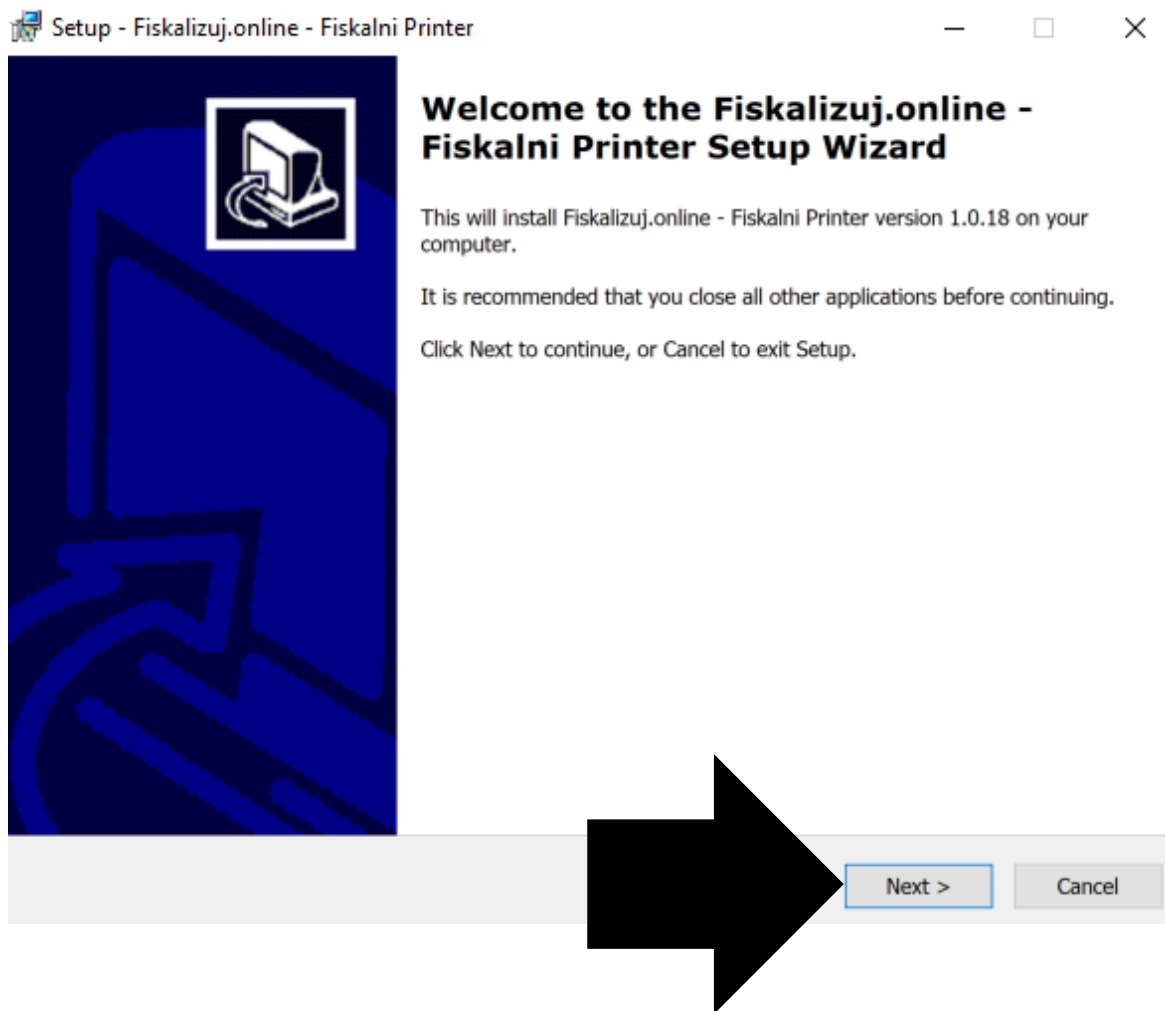 Setup - Fiskalizuj.online - Fiskalni Printer
Welcome to the Fiskalizuj.online -
Fiskalni Printer Setup Wizard
This will install Fiskalizuj.online - Fiskalni Printer version 1.0.18 on your
computer.
It is recommended that you close all other applications before continuing.
Click Next to continue, or Cancel to exit Setup.
Next >
Cancel